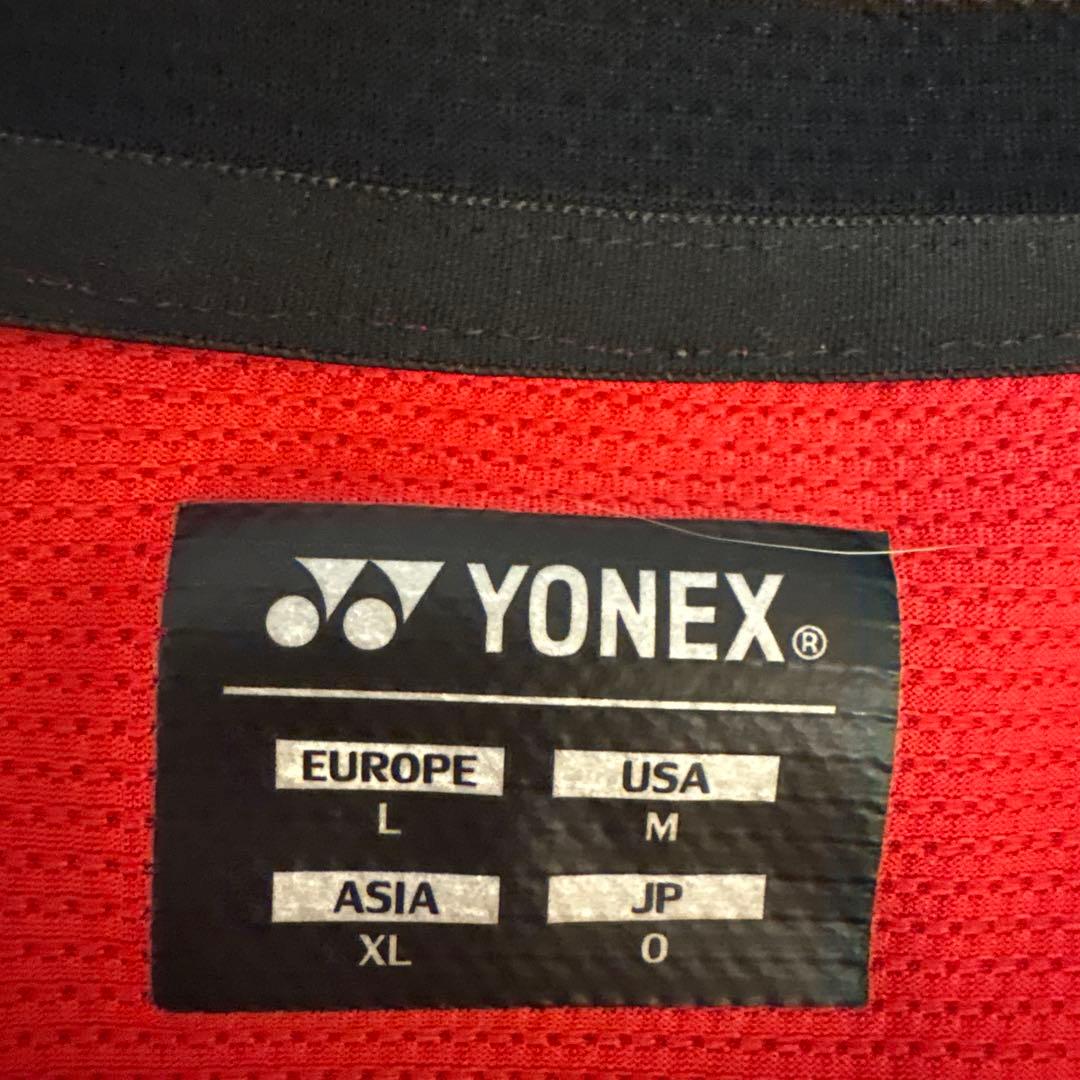 YONEX®
EUROPE USA
L M
ASIA JP
XL O